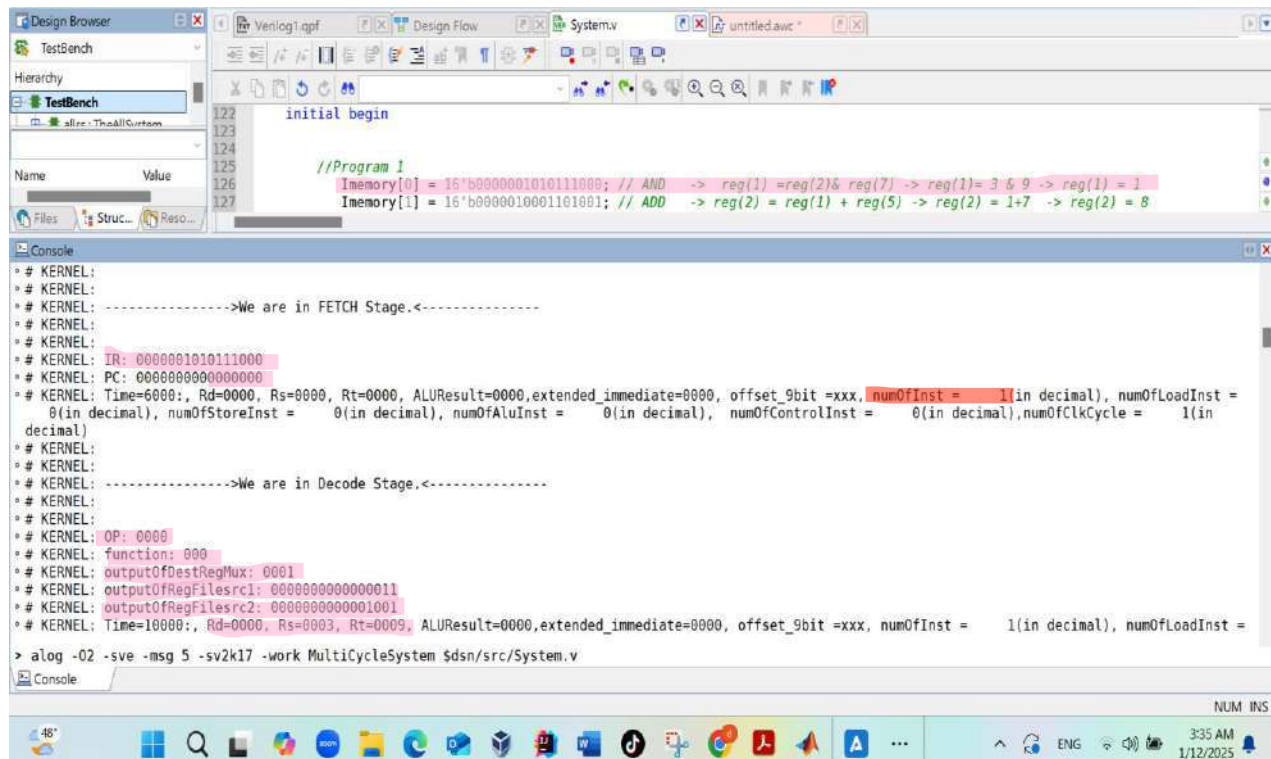 Design Browser
Verilog1.qpf
Design Flow
System.v
untitled.awc *
TestBench
Hierarchy
TestBench
Name Value
Files Struc... Reso...
122 initial begin
123
124
125 //Program 1
126 Imemory[0] = 16'b0000001010111000; // AND -> reg(1) =reg(2)& reg(7) -> reg(1)= 3 & 9 -> reg(1) = 1
127 Imemory[1] = 16'b0000010001101001; // ADD -> reg(2) = reg(1) + reg(5) -> reg(2) = 1+7 -> reg(2) = 8
Console
# KERNEL:
# KERNEL:
# KERNEL: ---------------->We are in FETCH Stage.<---------------
# KERNEL:
# KERNEL:
# KERNEL: IR: 0000001010111000
# KERNEL: PC: 0000000000000000
# KERNEL: Time=6000:, Rd=0000, Rs=0000, Rt=0000, ALUResult=0000,extended_immediate=0000, offset_9bit =xxx, numOfInst = 1(in decimal), numOfLoadInst =
0(in decimal), numOfStoreInst = 0(in decimal), numOfAluInst = 0(in decimal), numOfControlInst = 0(in decimal),numOfClkCycle = 1(in
decimal)
# KERNEL:
# KERNEL:
# KERNEL: ---------------->We are in Decode Stage.<---------------
# KERNEL:
# KERNEL:
# KERNEL: OP: 0000
# KERNEL: function: 000
# KERNEL: outputOfDestRegMux: 0001
# KERNEL: outputOfRegFilesrc1: 0000000000000011
# KERNEL: outputOfRegFilesrc2: 0000000000001001
# KERNEL: Time=10000:, Rd=0000, Rs=0003, Rt=0009, ALUResult=0000,extended_immediate=0000, offset_9bit =xxx, numOfInst = 1(in decimal), numOfLoadInst =
> alog -O2 -sve -msg 5 -sv2k17 -work MultiCycleSystem $dsn/src/System.v
Console
NUM INS
48°
zoom
ENG
3:35 AM
1/12/2025